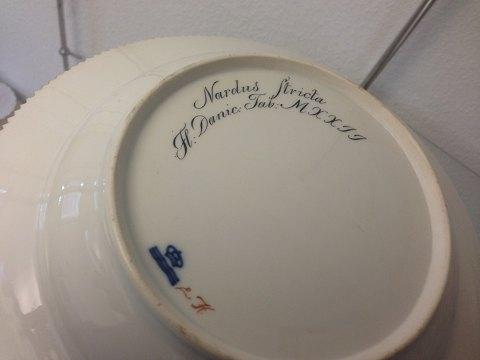 Nardus stricta
Fl. Danic: Tab: MXXII